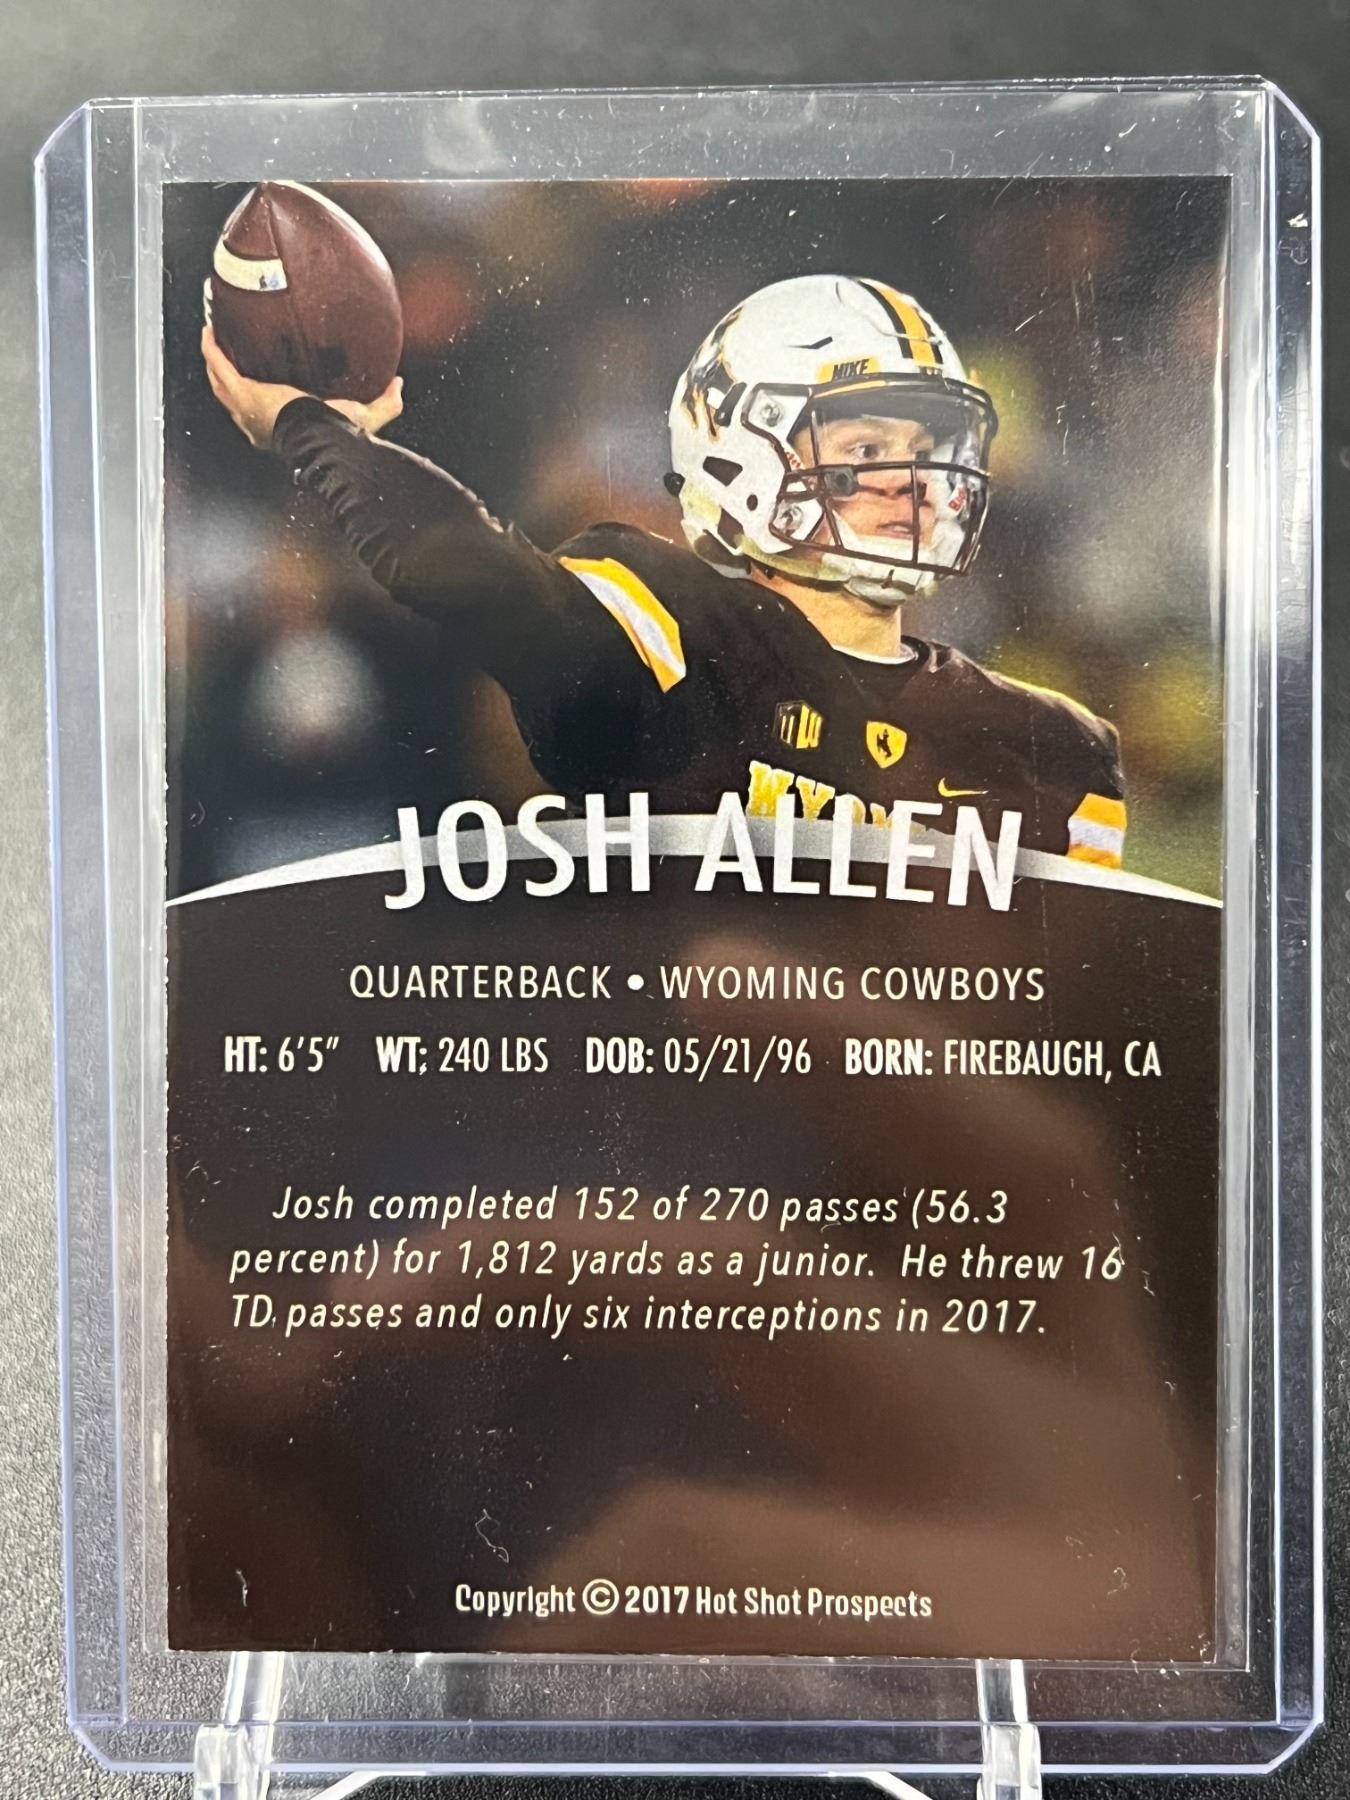 MIKE
W
WYOM
JOSH ALLEN
QUARTERBACK • WYOMING COWBOYS
HT: 6'5" WT: 240 LBS DOB: 05/21/96 BORN: FIREBAUGH, CA
Josh completed 152 of 270 passes (56.3
percent) for 1,812 yards as a junior. He threw 16
TD passes and only six interceptions in 2017.
Copyright © 2017 Hot Shot Prospects